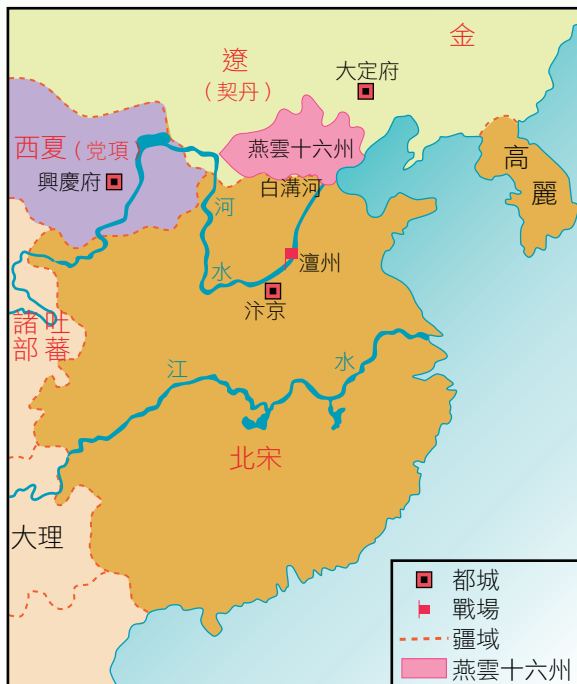 金
遼
(契丹)
大定府
西夏(党項)
燕雲十六州
興慶府
白溝河
高麗
河水
澶州
汴京
吐蕃
諸部
江水
北宋
大理
都城
戰場
疆域
燕雲十六州